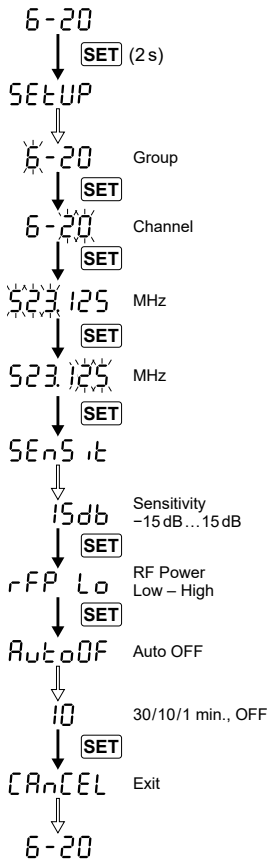 6-20
SET (2 s)
SEtUP
6-20 Group
SET
6-20 Channel
SET
523.125 MHz
SET
523.125 MHz
SET
SEnS it
15db Sensitivity
−15 dB…15 dB
SET
rFP Lo RF Power
Low – High
SET
AutoOF Auto OFF
10 30/10/1 min., OFF
SET
CAnCEL Exit
6-20